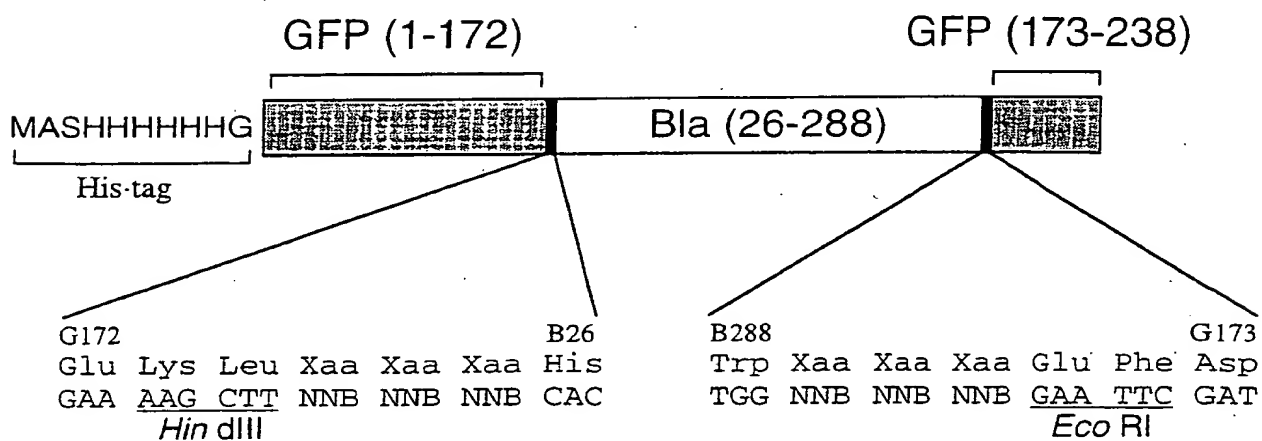 GFP (1-172) GFP (173-238)
MASHHHHHHG Bla (26-288)
His-tag
G172 B26
Glu Lys Leu Xaa Xaa Xaa His
GAA AAG CTT NNB NNB NNB CAC
Hin dIII
B288 G173
Trp Xaa Xaa Xaa Glu Phe Asp
TGG NNB NNB NNB GAA TTC GAT
Eco RI